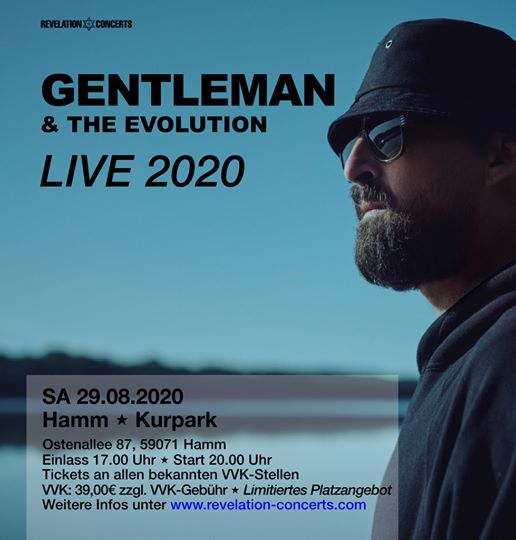 REVELATION CONCERTS
GENTLEMAN
& THE EVOLUTION
LIVE 2020
SA 29.08.2020
Hamm ★ Kurpark
Ostenallee 87, 59071 Hamm
Einlass 17.00 Uhr ★ Start 20.00 Uhr
Tickets an allen bekannten VVK-Stellen
VVK: 39,00€ zzgl. VVK-Gebühr ★ Limitiertes Platzangebot
Weitere Infos unter www.revelation-concerts.com